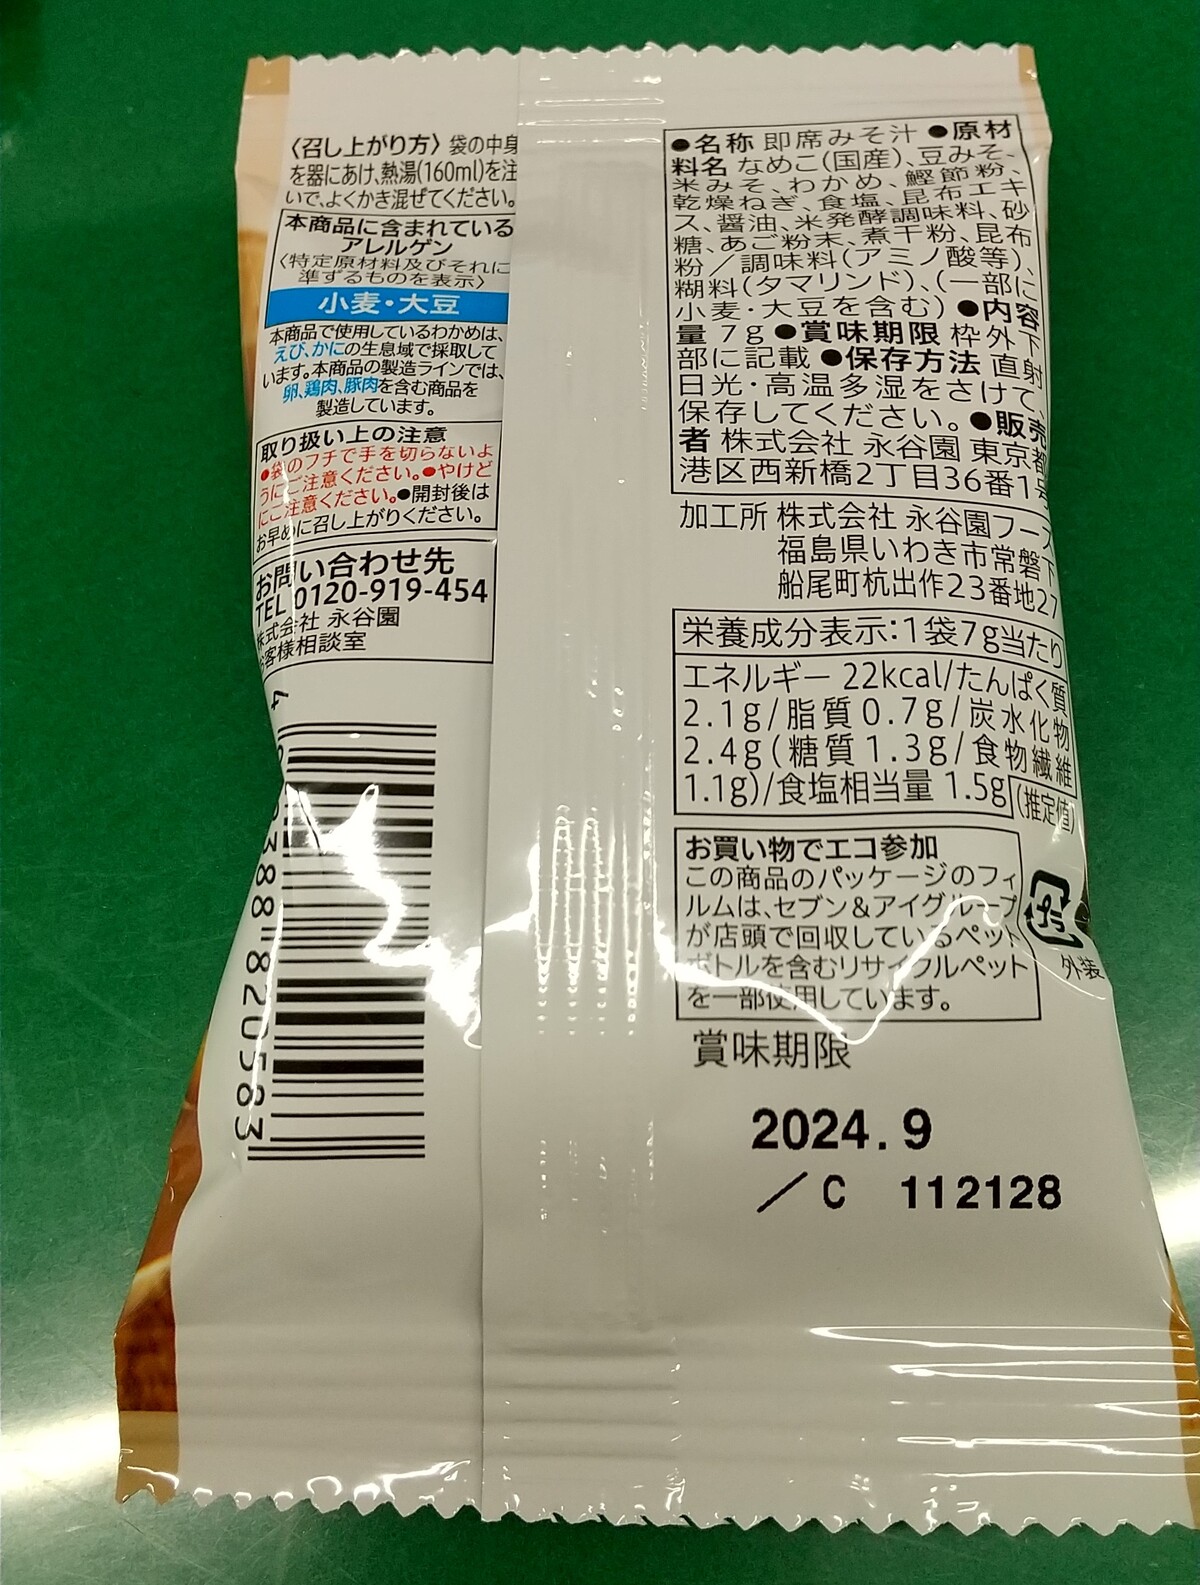 〈召し上がり方〉袋の中身
を器にあけ、熱湯(160ml)を注
いで、よくかき混ぜてください。
本商品に含まれている
アレルゲン
〈特定原材料及びそれに
準ずるものを表示〉
小麦・大豆
本商品で使用しているわかめは、
えび、かにの生息域で採取して
います。本商品の製造ラインでは、
卵、鶏肉、豚肉を含む商品を
製造しています。
取り扱い上の注意
●袋のフチで手を切らないよ
うにご注意ください。●やけど
にご注意ください。●開封後は
お早めに召し上がりください。
お問い合わせ先
TEL 0120-919-454
株式会社 永谷園
お客様相談室
388 820583
●名称 即席みそ汁 ●原材
料名 なめこ(国産)、豆みそ、
米みそ、わかめ、鰹節粉、
乾燥ねぎ、食塩、昆布エキ
ス、醤油、米発酵調味料、砂
糖、あご粉末、煮干粉、昆布
粉／調味料(アミノ酸等)、
糊料(タマリンド)、(一部に
小麦・大豆を含む) ●内容
量 7g ●賞味期限 枠外下
部に記載 ●保存方法 直射
日光・高温多湿をさけて、
保存してください。●販売
者 株式会社 永谷園 東京都
港区西新橋2丁目36番1号
加工所 株式会社 永谷園フーズ
福島県いわき市常磐下
船尾町杭出作23番地27
栄養成分表示:1袋7g当たり
エネルギー 22kcal/たんぱく質
2.1g/脂質0.7g/炭水化物
2.4g(糖質1.3g/食物繊維
1.1g)/食塩相当量 1.5g
(推定値)
お買い物でエコ参加
この商品のパッケージのフィ
ルムは、セブン&アイグループ
が店頭で回収しているペット
ボトルを含むリサイクルペット
を一部使用しています。
プラ
外装
賞味期限
2024.9
／C 112128